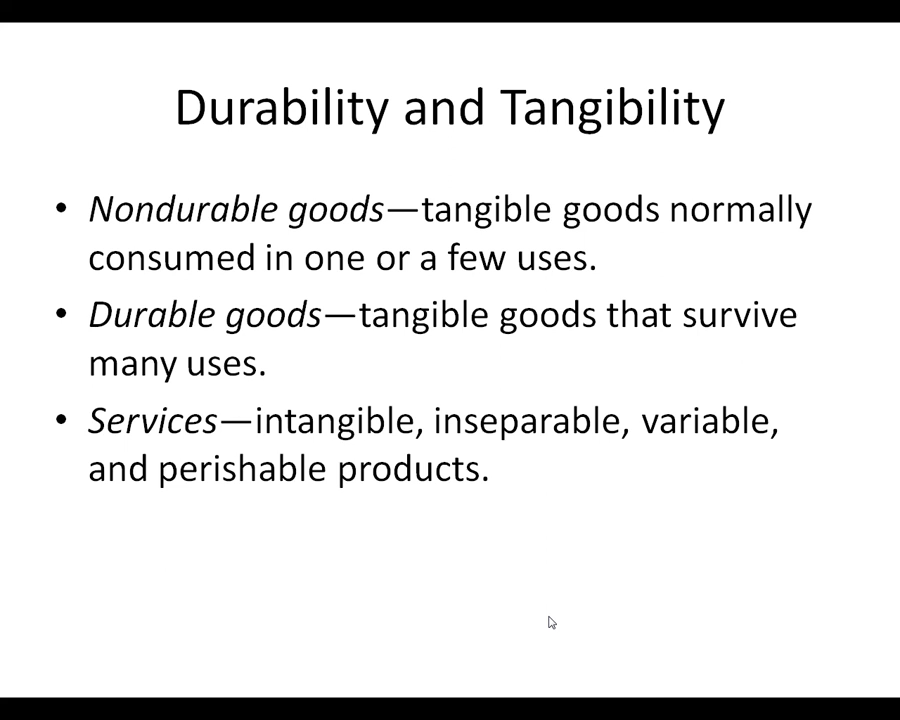 Durability and Tangibility
• Nondurable goods—tangible goods normally
consumed in one or a few uses.
• Durable goods—tangible goods that survive
many uses.
• Services—intangible, inseparable, variable,
and perishable products.